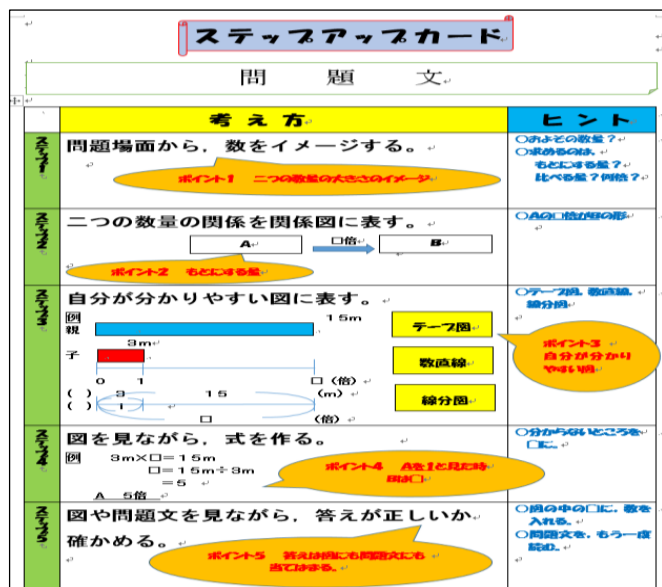 ステップアップカード
問題文
考え方
ヒント
ステップ1
問題場面から，数をイメージする。
ポイント1 二つの数量の大きさのイメージ
○およその数量？
○求めるのは、
もとにする量？
比べる量？何倍？
ステップ2
二つの数量の関係を関係図に表す。
A
□倍
B
ポイント2 もとにする量
○Aの□倍がBの形
ステップ3
自分が分かりやすい図に表す。
例
15m
親
3m
子
0 1 □（倍）
( ) 3 15 (m)
( ) 1
□ (倍)
テープ図
数直線
線分図
ポイント3
自分が分かり
やすい図
○テープ図，数直線，
線分図
ステップ4
図を見ながら，式を作る。
例 3m×□＝15m
□＝15m÷3m
＝5
A 5倍
ポイント4 Aを1と見た時
Bは□
○分からないところを
□に。
ステップ5
図や問題文を見ながら，答えが正しいか
確かめる。
ポイント5 答えは図にも問題文にも
当てはまる。
○図の中の□に，数を
入れる。
○問題文を，もう一度
読む。